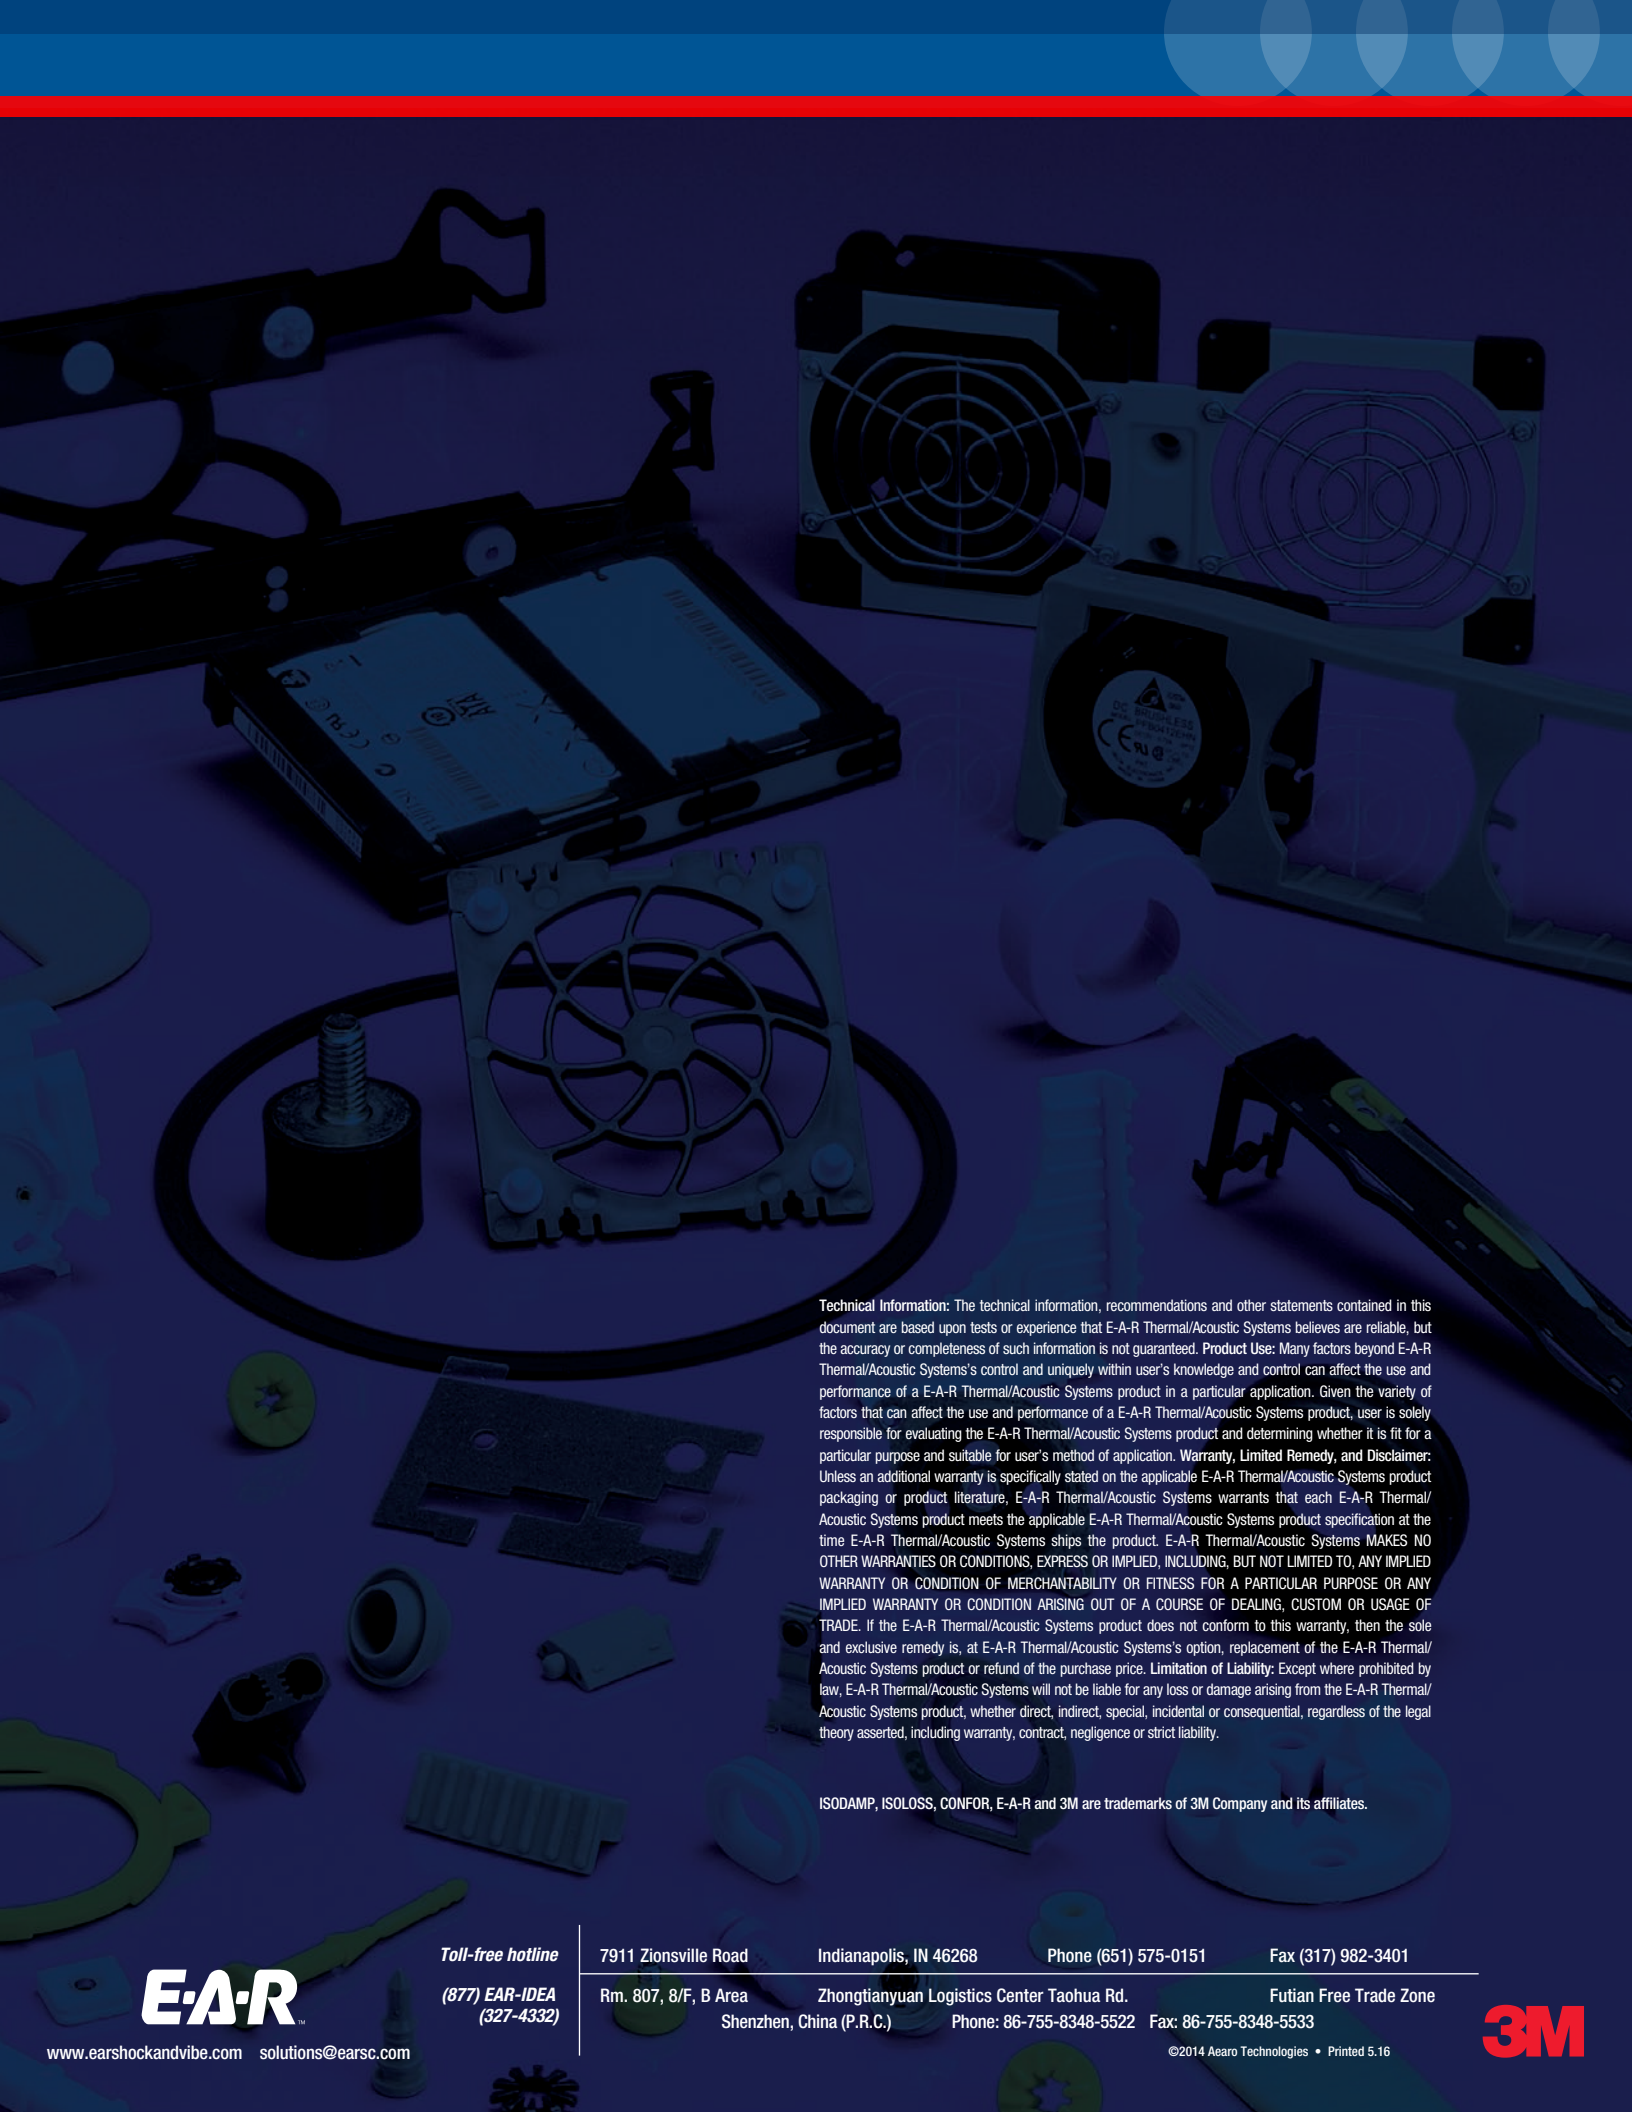 DC BRUSHLESS
Technical Information: The technical information, recommendations and other statements contained in this
document are based upon tests or experience that E-A-R Thermal/Acoustic Systems believes are reliable, but
the accuracy or completeness of such information is not guaranteed. Product Use: Many factors beyond E-A-R
Thermal/Acoustic Systems's control and uniquely within user's knowledge and control can affect the use and
performance of a E-A-R Thermal/Acoustic Systems product in a particular application. Given the variety of
factors that can affect the use and performance of a E-A-R Thermal/Acoustic Systems product, user is solely
responsible for evaluating the E-A-R Thermal/Acoustic Systems product and determining whether it is fit for a
particular purpose and suitable for user's method of application. Warranty, Limited Remedy, and Disclaimer:
Unless an additional warranty is specifically stated on the applicable E-A-R Thermal/Acoustic Systems product
packaging or product literature, E-A-R Thermal/Acoustic Systems warrants that each E-A-R Thermal/
Acoustic Systems product meets the applicable E-A-R Thermal/Acoustic Systems product specification at the
time E-A-R Thermal/Acoustic Systems ships the product. E-A-R Thermal/Acoustic Systems MAKES NO
OTHER WARRANTIES OR CONDITIONS, EXPRESS OR IMPLIED, INCLUDING, BUT NOT LIMITED TO, ANY IMPLIED
WARRANTY OR CONDITION OF MERCHANTABILITY OR FITNESS FOR A PARTICULAR PURPOSE OR ANY
IMPLIED WARRANTY OR CONDITION ARISING OUT OF A COURSE OF DEALING, CUSTOM OR USAGE OF
TRADE. If the E-A-R Thermal/Acoustic Systems product does not conform to this warranty, then the sole
and exclusive remedy is, at E-A-R Thermal/Acoustic Systems's option, replacement of the E-A-R Thermal/
Acoustic Systems product or refund of the purchase price. Limitation of Liability: Except where prohibited by
law, E-A-R Thermal/Acoustic Systems will not be liable for any loss or damage arising from the E-A-R Thermal/
Acoustic Systems product, whether direct, indirect, special, incidental or consequential, regardless of the legal
theory asserted, including warranty, contract, negligence or strict liability.
ISODAMP, ISOLOSS, CONFOR, E-A-R and 3M are trademarks of 3M Company and its affiliates.
E·A·R™
www.earshockandvibe.com solutions@earsc.com
Toll-free hotline
(877) EAR-IDEA
(327-4332)
7911 Zionsville Road Indianapolis, IN 46268 Phone (651) 575-0151 Fax (317) 982-3401
Rm. 807, 8/F, B Area Zhongtianyuan Logistics Center Taohua Rd. Futian Free Trade Zone
Shenzhen, China (P.R.C.) Phone: 86-755-8348-5522 Fax: 86-755-8348-5533
©2014 Aearo Technologies • Printed 5.16
3M